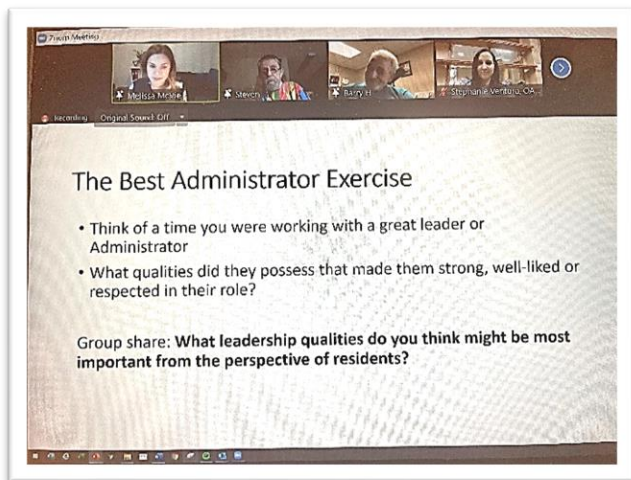 Zoom Meeting
Melissa
Steven
Barry H
Stephanie Ventura, OA
Recording Original Sound: Off
The Best Administrator Exercise
• Think of a time you were working with a great leader or
Administrator
• What qualities did they possess that made them strong, well-liked or
respected in their role?
Group share: What leadership qualities do you think might be most
important from the perspective of residents?